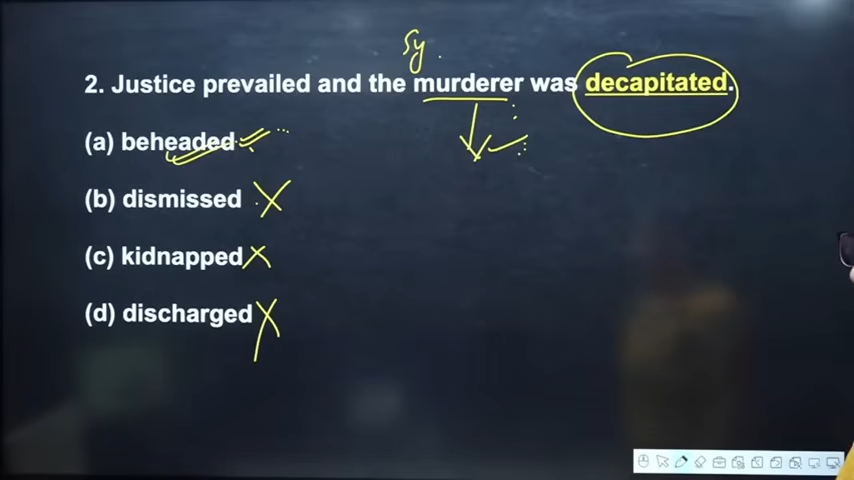 Sy.
2. Justice prevailed and the murderer was decapitated.
(a) beheaded
(b) dismissed
(c) kidnapped
(d) discharged